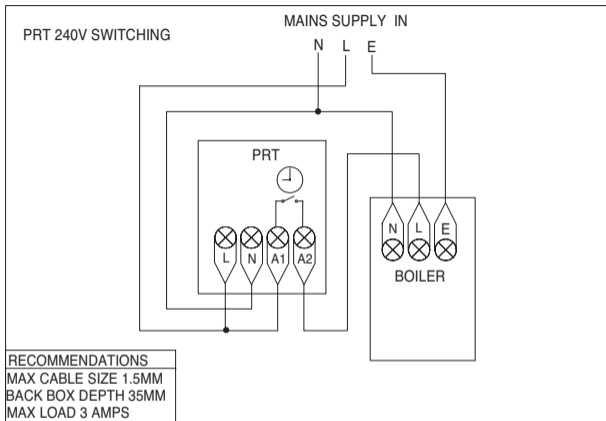 PRT 240V SWITCHING
MAINS SUPPLY IN
N L E
PRT
L N A1 A2
N L E
BOILER
RECOMMENDATIONS
MAX CABLE SIZE 1.5MM
BACK BOX DEPTH 35MM
MAX LOAD 3 AMPS